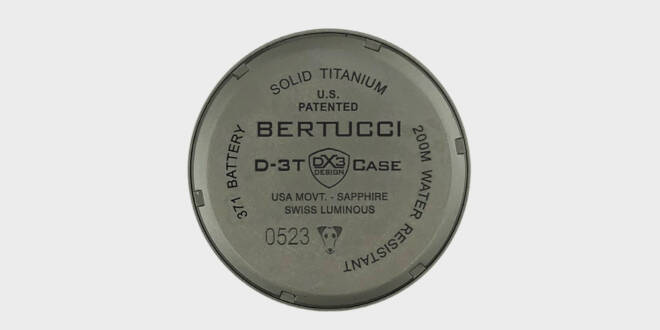 SOLID TITANIUM
U.S.
PATENTED
BERTUCCI
D-3T DX3 DESIGN CASE
USA MOVT. - SAPPHIRE
SWISS LUMINOUS
0523
371 BATTERY
200M WATER RESISTANT